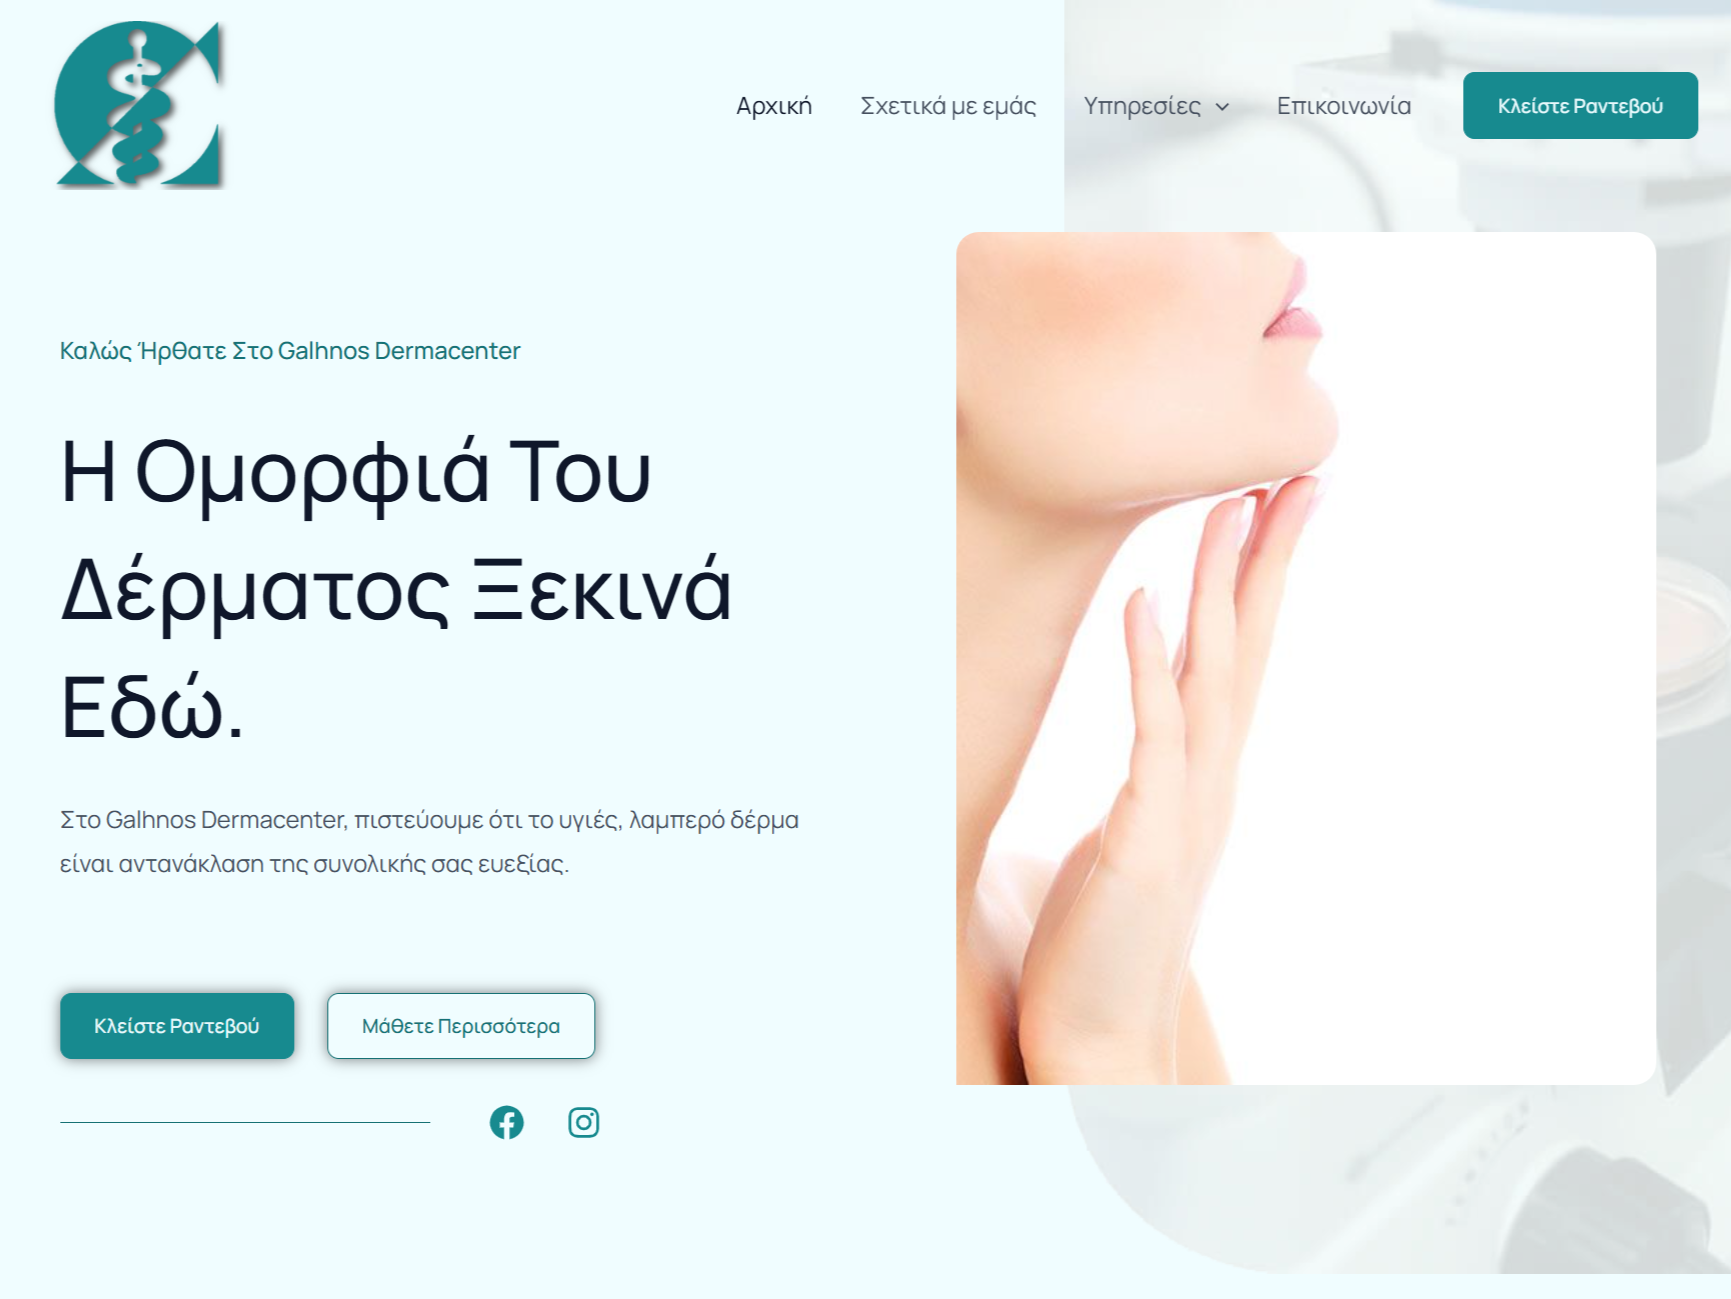 Αρχική
Σχετικά με εμάς
Υπηρεσίες
Επικοινωνία
Κλείστε Ραντεβού
Καλώς Ήρθατε Στο Galhnos Dermacenter
Η Ομορφιά Του
Δέρματος Ξεκινά
Εδώ.
Στο Galhnos Dermacenter, πιστεύουμε ότι το υγιές, λαμπερό δέρμα
είναι αντανάκλαση της συνολικής σας ευεξίας.
Κλείστε Ραντεβού
Μάθετε Περισσότερα